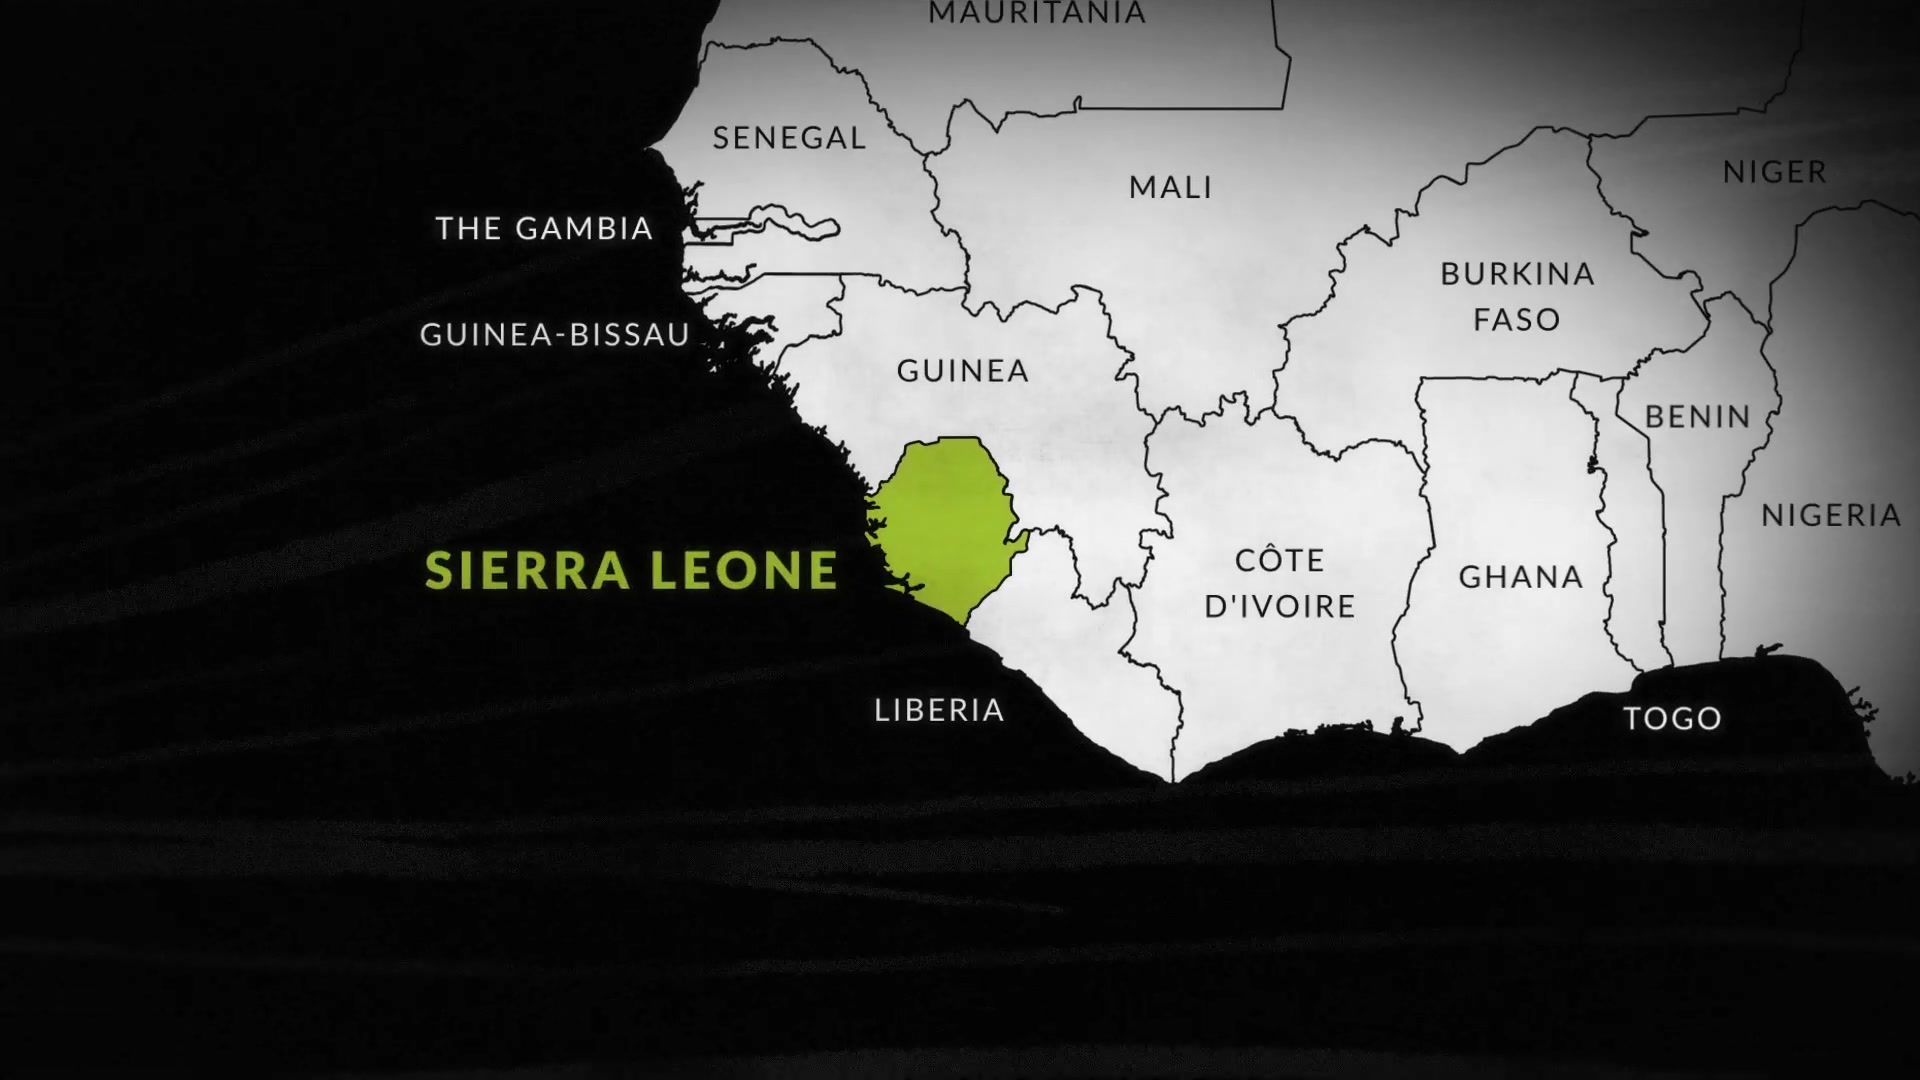 MAURITANIA
SENEGAL
MALI
NIGER
THE GAMBIA
BURKINA
FASO
GUINEA-BISSAU
GUINEA
BENIN
NIGERIA
SIERRA LEONE
CÔTE
D'IVOIRE
GHANA
LIBERIA
TOGO